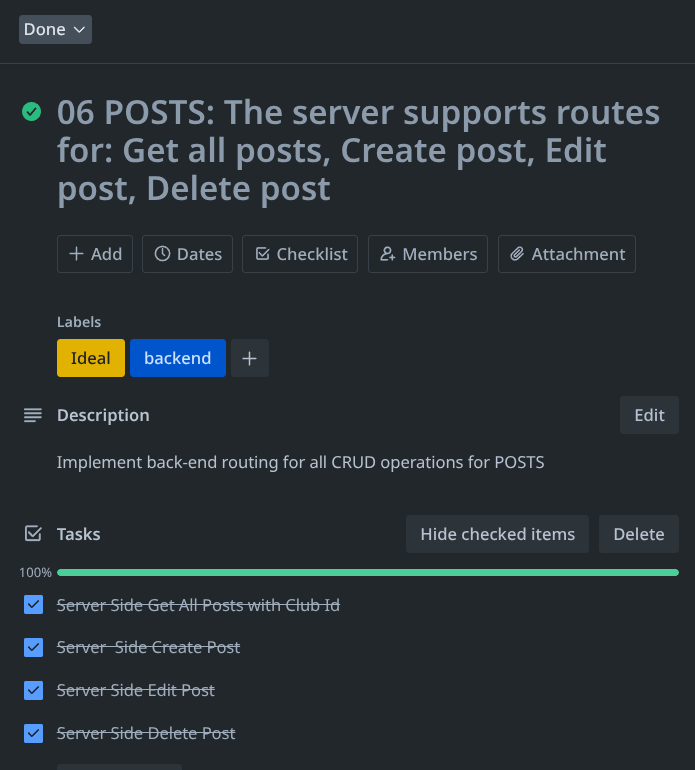 Done
06 POSTS: The server supports routes
for: Get all posts, Create post, Edit
post, Delete post
Add Dates Checklist Members Attachment
Labels
Ideal backend
Description Edit
Implement back-end routing for all CRUD operations for POSTS
Tasks Hide checked items Delete
100%
Server Side Get All Posts with Club Id
Server  Side Create Post
Server Side Edit Post
Server Side Delete Post